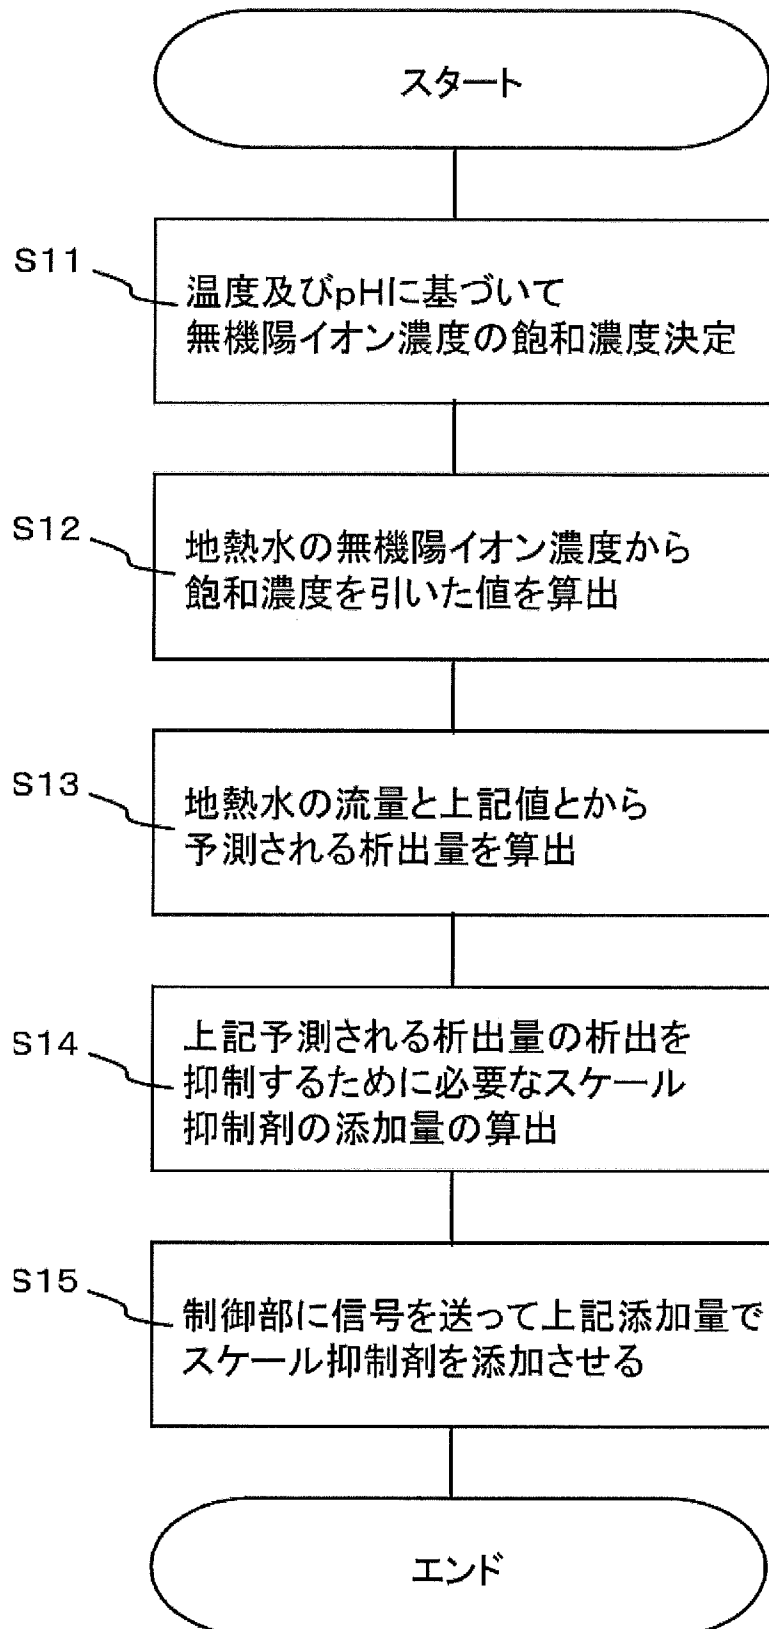 スタート
S11
温度及びpHに基づいて
無機陽イオン濃度の飽和濃度決定
S12
地熱水の無機陽イオン濃度から
飽和濃度を引いた値を算出
S13
地熱水の流量と上記値とから
予測される析出量を算出
S14
上記予測される析出量の析出を
抑制するために必要なスケール
抑制剤の添加量の算出
S15
制御部に信号を送って上記添加量で
スケール抑制剤を添加させる
エンド